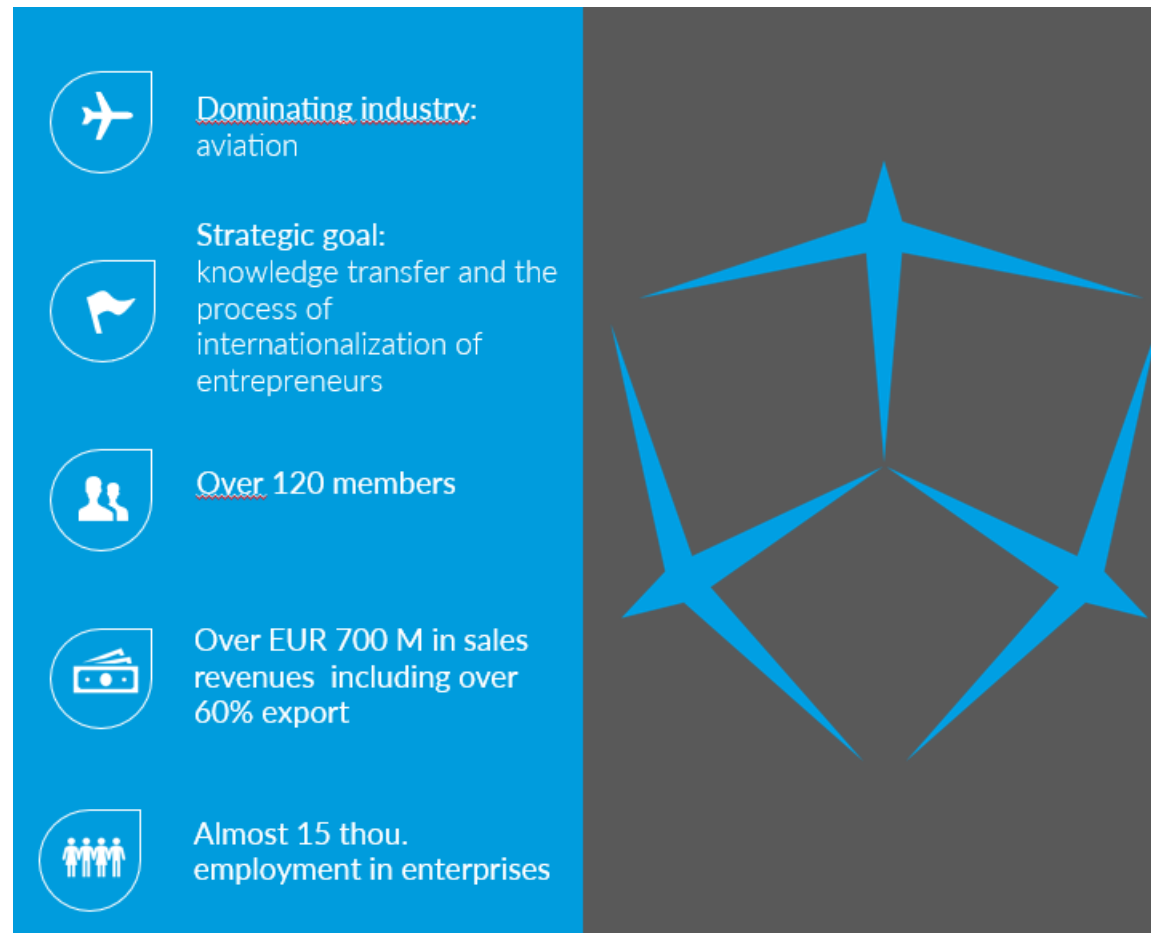 Dominating industry:
aviation
Strategic goal:
knowledge transfer and the
process of
internationalization of
entrepreneurs
Over 120 members
Over EUR 700 M in sales
revenues  including over
60% export
Almost 15 thou.
employment in enterprises